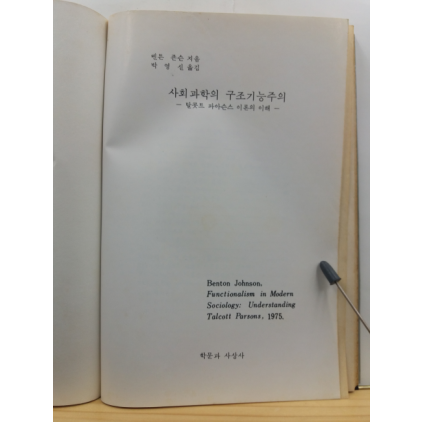 벤튼 존슨 지음
박 영 신 옮김
사회과학의 구조기능주의
— 탈콧트 파아슨스 이론의 이해 —
Benton Johnson.
Functionalism in Modern
Sociology: Understanding
Talcott Parsons, 1975.
학문과 사상사